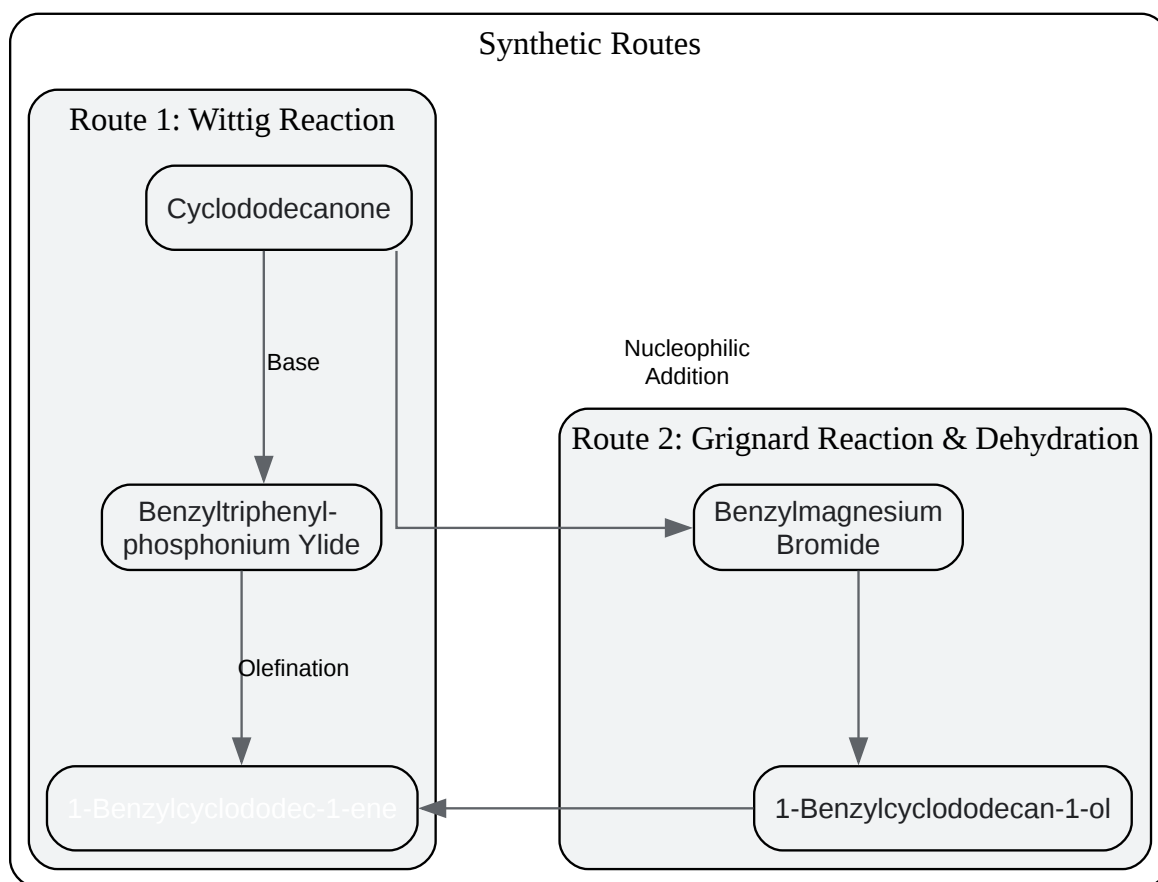 Synthetic Routes
Route 1: Wittig Reaction
Cyclododecanone
Base
Benzyltriphenyl-
phosphonium Ylide
Olefination
1-Benzylcyclododec-1-ene
Nucleophilic
Addition
Route 2: Grignard Reaction & Dehydration
Benzylmagnesium
Bromide
1-Benzylcyclododecan-1-ol